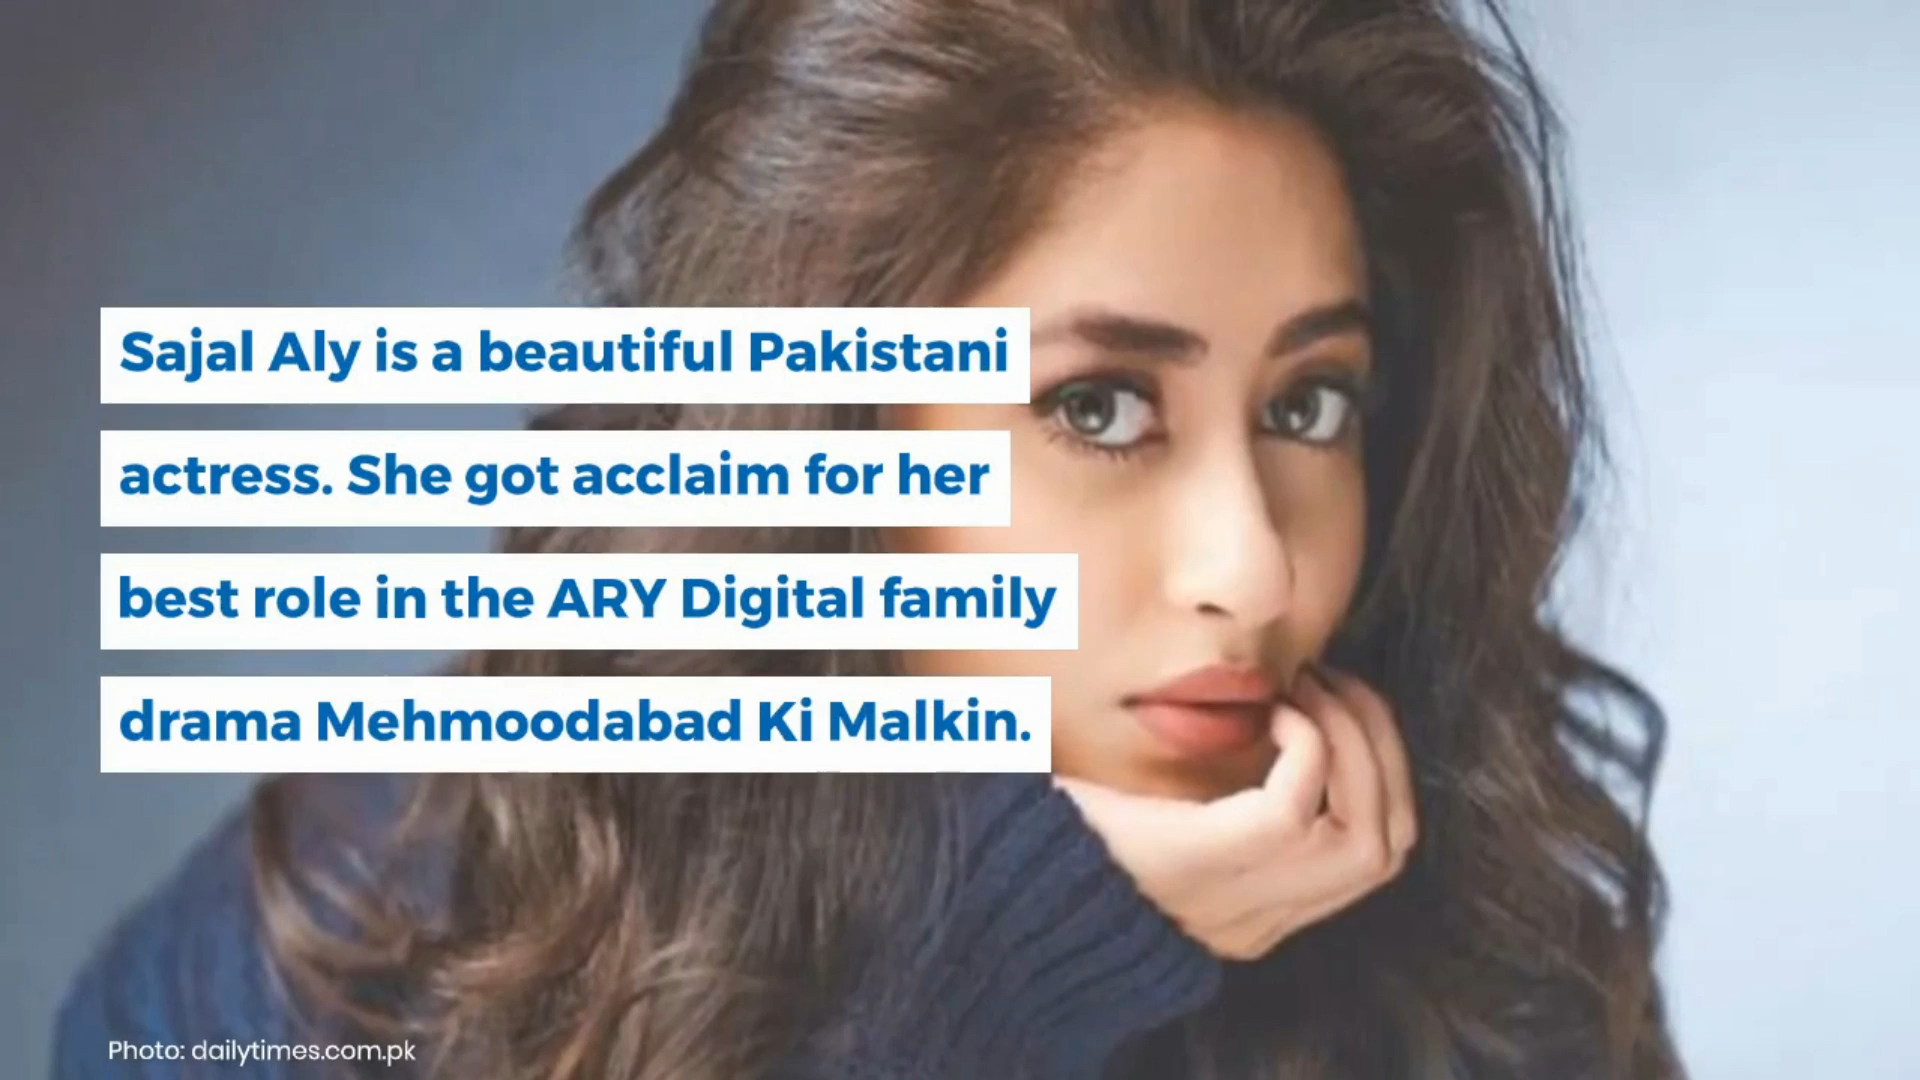 Sajal Aly is a beautiful Pakistani
actress. She got acclaim for her
best role in the ARY Digital family
drama Mehmoodabad Ki Malkin.
Photo: dailytimes.com.pk